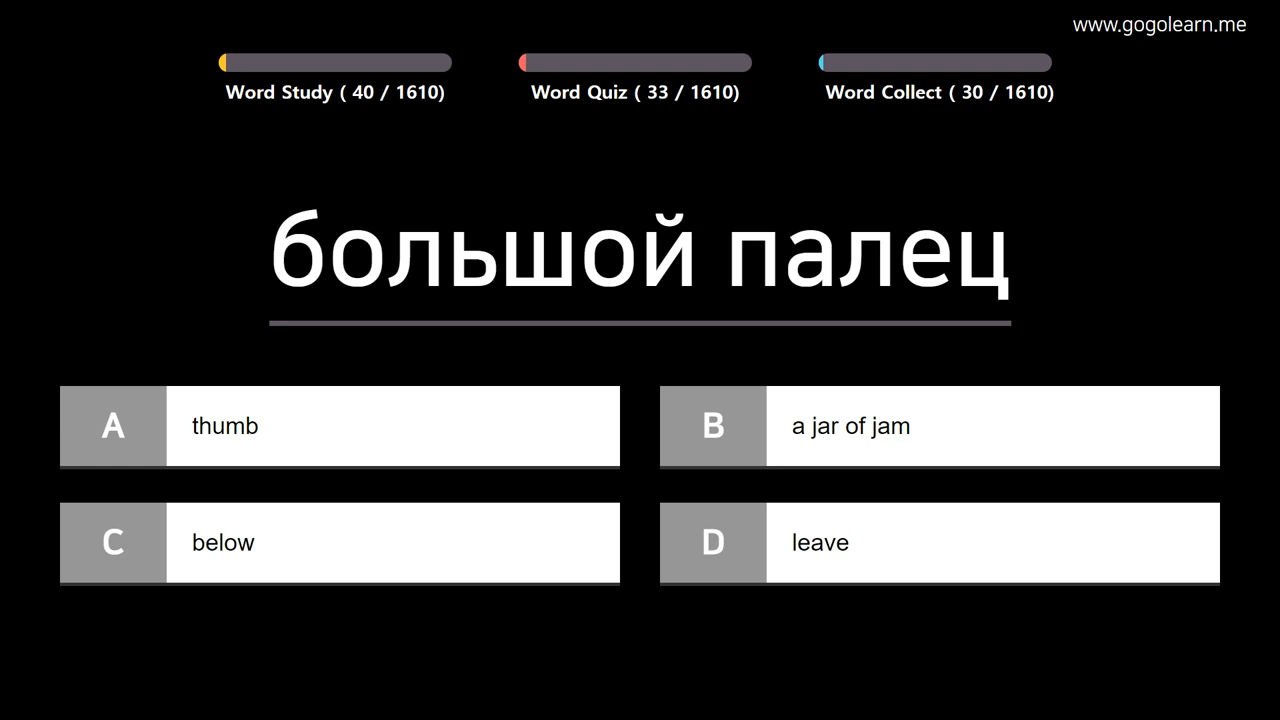 www.gogolearn.me
Word Study ( 40 / 1610)
Word Quiz ( 33 / 1610)
Word Collect ( 30 / 1610)
большой палец
A thumb
B a jar of jam
C below
D leave